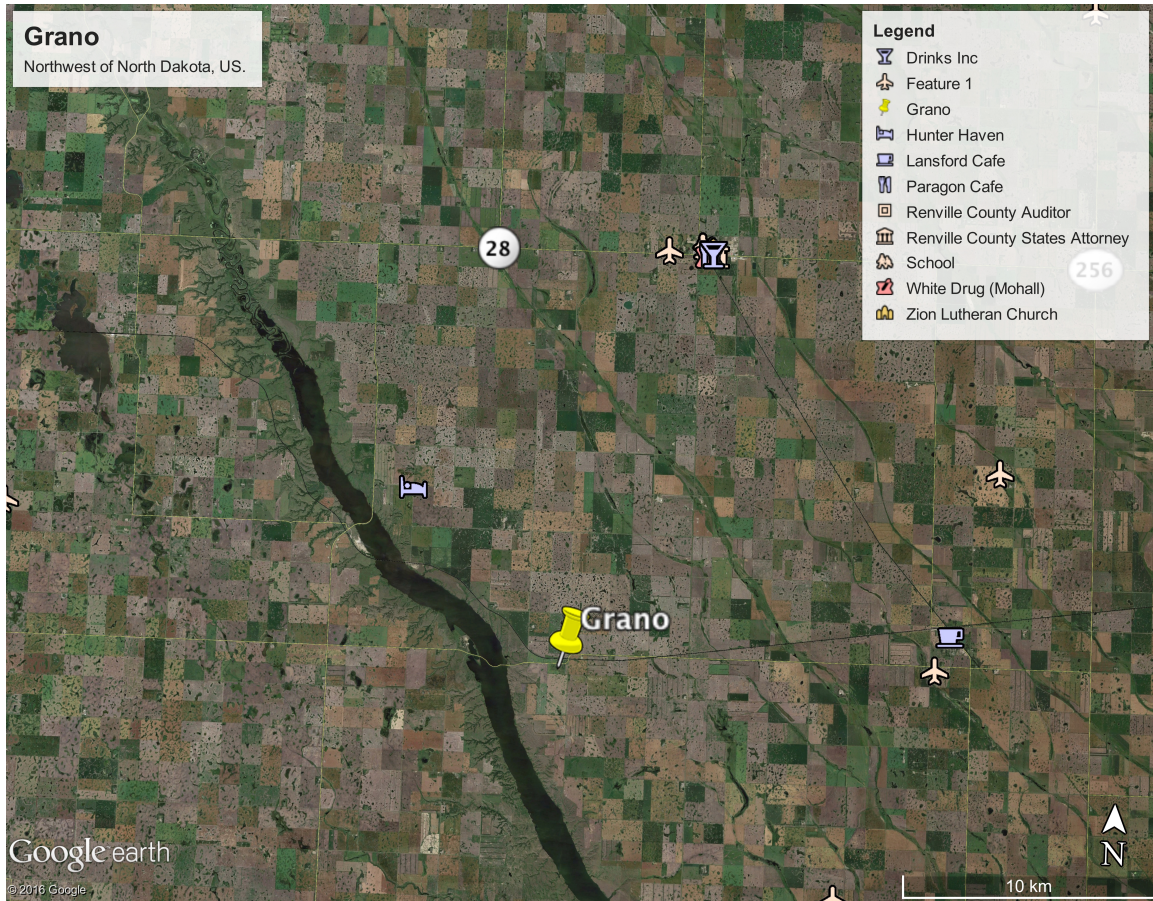 Grano
Northwest of North Dakota, US.
Legend
Drinks Inc
Feature 1
Grano
Hunter Haven
Lansford Cafe
Paragon Cafe
Renville County Auditor
Renville County States Attorney
School
White Drug (Mohall)
Zion Lutheran Church
256
28
Grano
N
Google earth
© 2016 Google
10 km